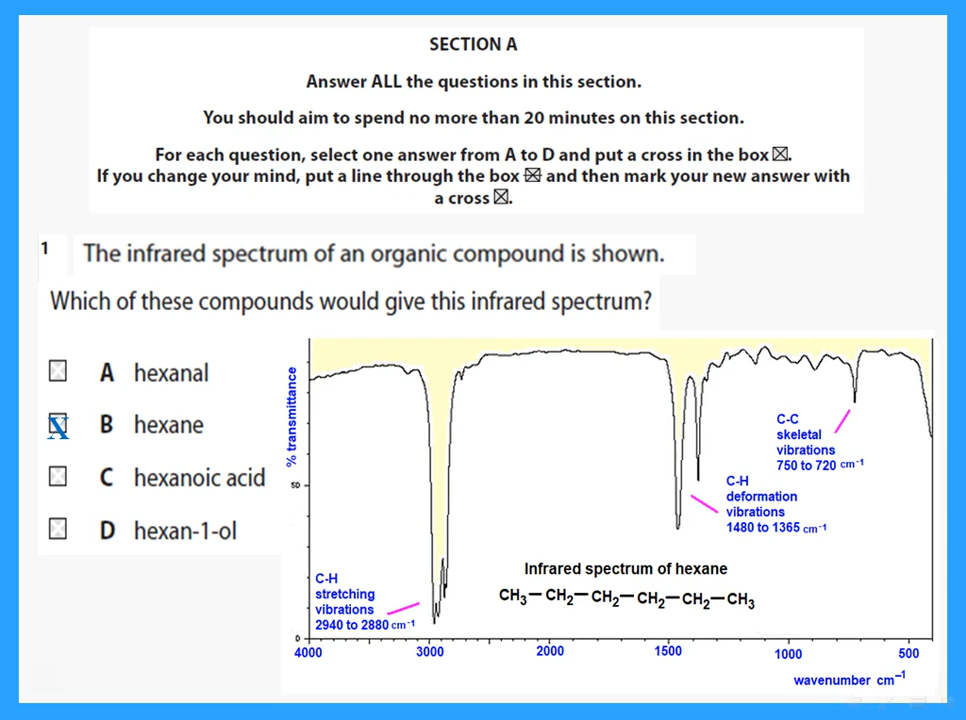 SECTION A
Answer ALL the questions in this section.
You should aim to spend no more than 20 minutes on this section.
For each question, select one answer from A to D and put a cross in the box ☒.
If you change your mind, put a line through the box ☒ and then mark your new answer with
a cross ☒.
1 The infrared spectrum of an organic compound is shown.
Which of these compounds would give this infrared spectrum?
A hexanal
X B hexane
C hexanoic acid
D hexan-1-ol
% transmittance
50
0
C-C
skeletal
vibrations
750 to 720 cm⁻¹
C-H
deformation
vibrations
1480 to 1365 cm⁻¹
C-H
stretching
vibrations
2940 to 2880 cm⁻¹
Infrared spectrum of hexane
CH₃—CH₂—CH₂—CH₂—CH₂—CH₃
4000 3000 2000 1500 1000 500
wavenumber cm⁻¹